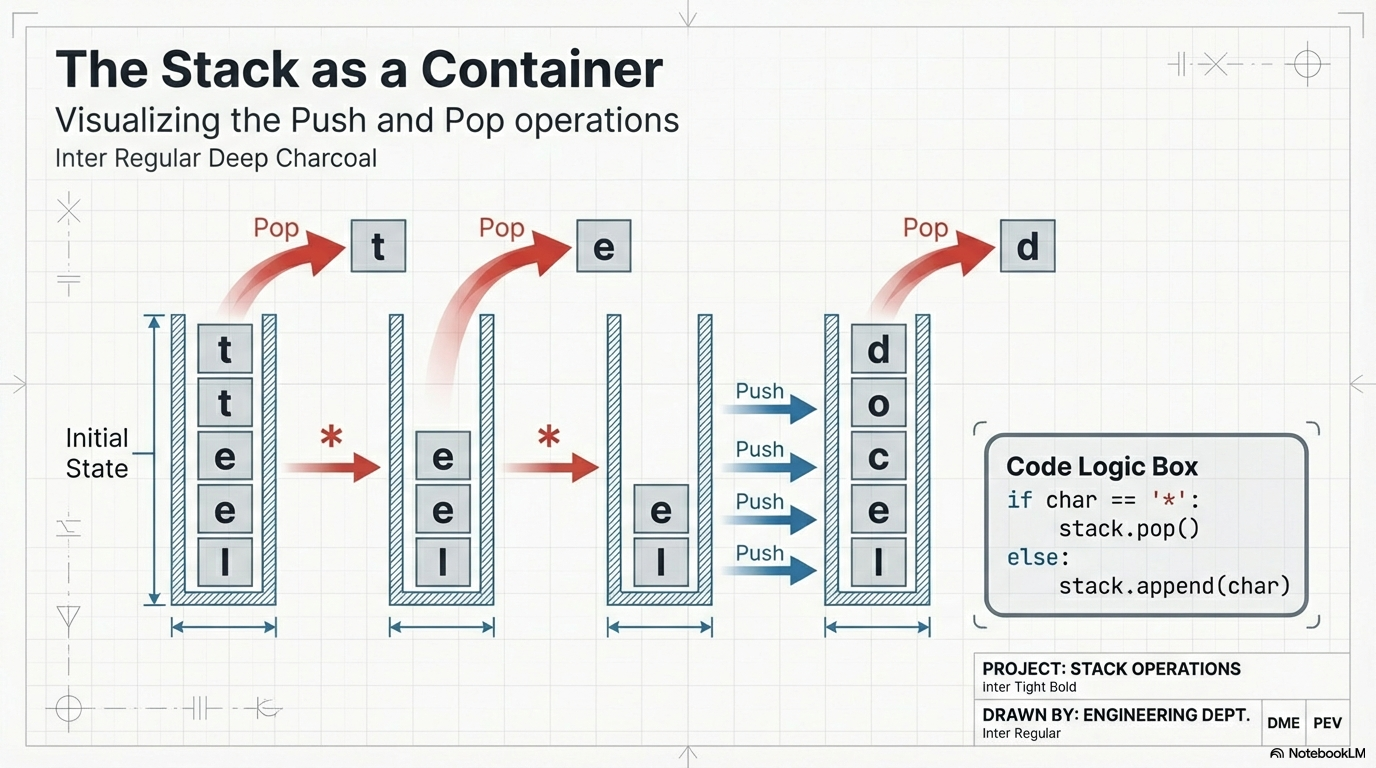 The Stack as a Container
Visualizing the Push and Pop operations
Inter Regular Deep Charcoal
Pop
t
Pop
e
Pop
d
Initial
State
t
t
e
e
l
*
e
e
l
*
e
l
Push
Push
Push
Push
d
o
c
e
l
Code Logic Box
if char == '*':
    stack.pop()
else:
    stack.append(char)
PROJECT: STACK OPERATIONS
inter Tight Bold
DRAWN BY: ENGINEERING DEPT.
Inter Regular
DME
PEV
NotebookLM